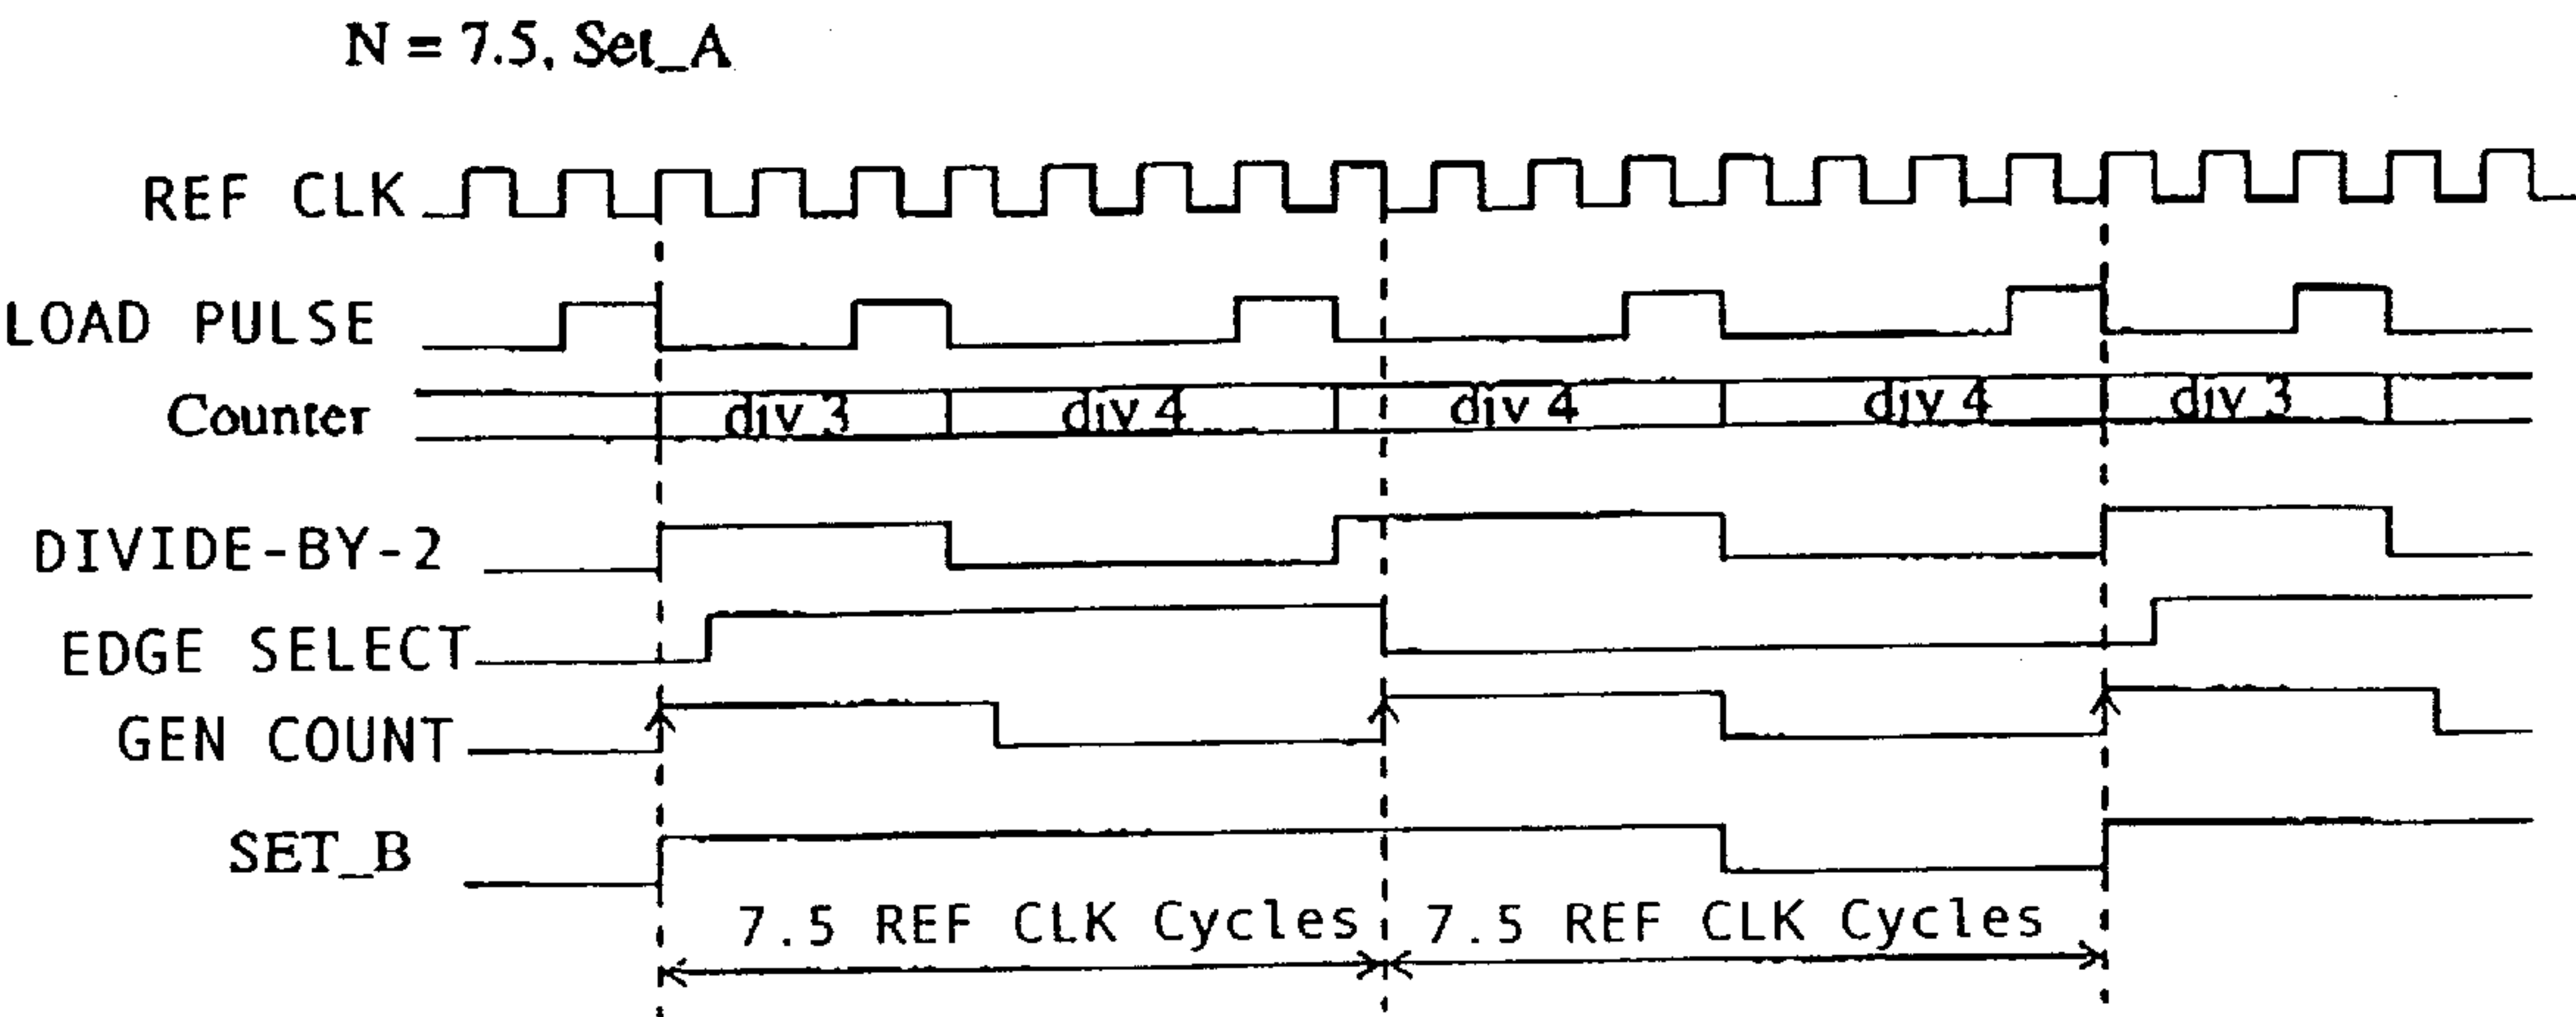 N = 7.5, Set_A
REF CLK
LOAD PULSE
Counter div 3 div 4 div 4 div 4 div 3
DIVIDE-BY-2
EDGE SELECT
GEN COUNT
SET_B
7.5 REF CLK Cycles 7.5 REF CLK Cycles